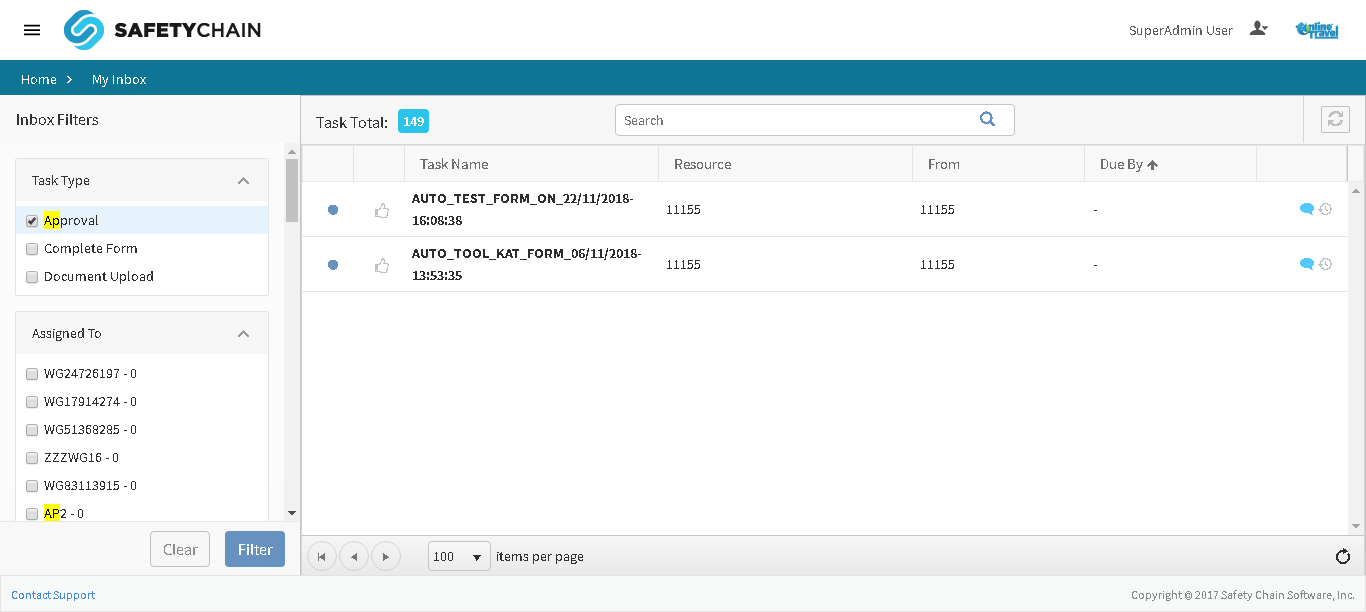 SAFETYCHAIN
SuperAdmin User
Online Travel
Home
My Inbox
Inbox Filters
Task Total: 149
Search
Task Type
Approval
Complete Form
Document Upload
Assigned To
WG24726197 - 0
WG17914274 - 0
WG51368285 - 0
ZZZWG16 - 0
WG83113915 - 0
AP2 - 0
Clear
Filter
Task Name
Resource
From
Due By
AUTO_TEST_FORM_ON_22/11/2018-
16:08:38
11155
11155
-
AUTO_TOOL_KAT_FORM_06/11/2018-
13:53:35
11155
11155
-
100
items per page
Contact Support
Copyright © 2017 Safety Chain Software, Inc.